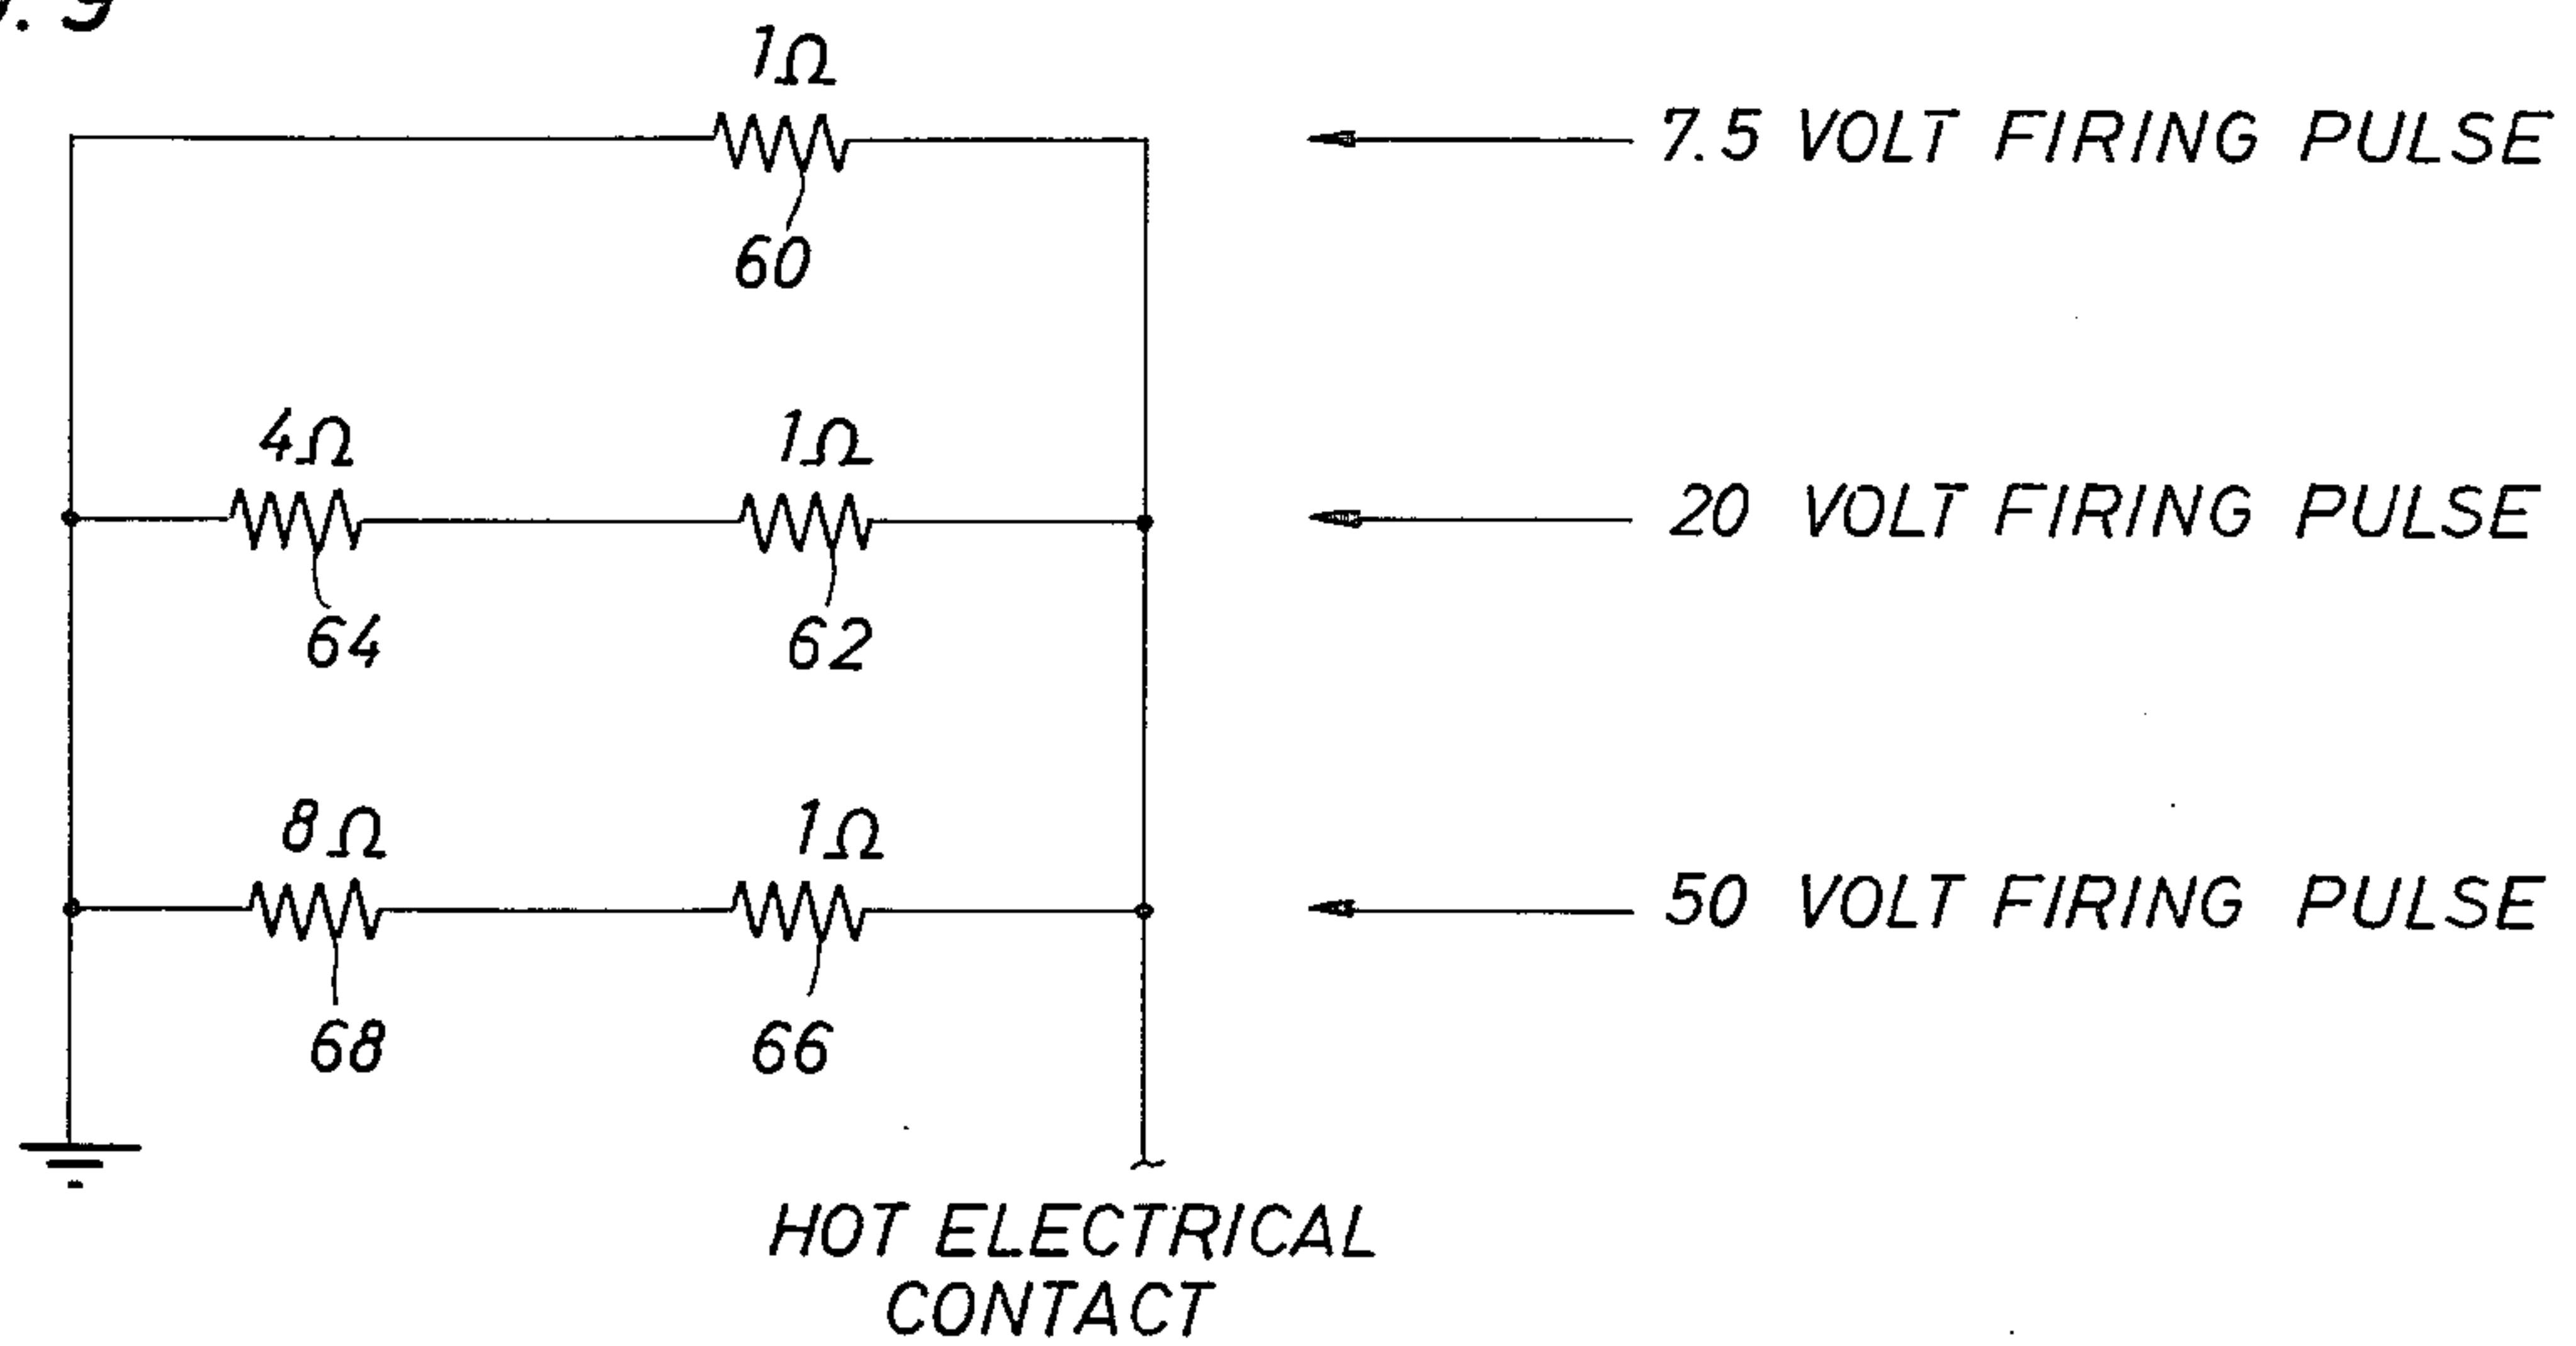 1Ω
7.5 VOLT FIRING PULSE
60
4Ω 1Ω
20 VOLT FIRING PULSE
64 62
8Ω 1Ω
50 VOLT FIRING PULSE
68 66
HOT ELECTRICAL
CONTACT